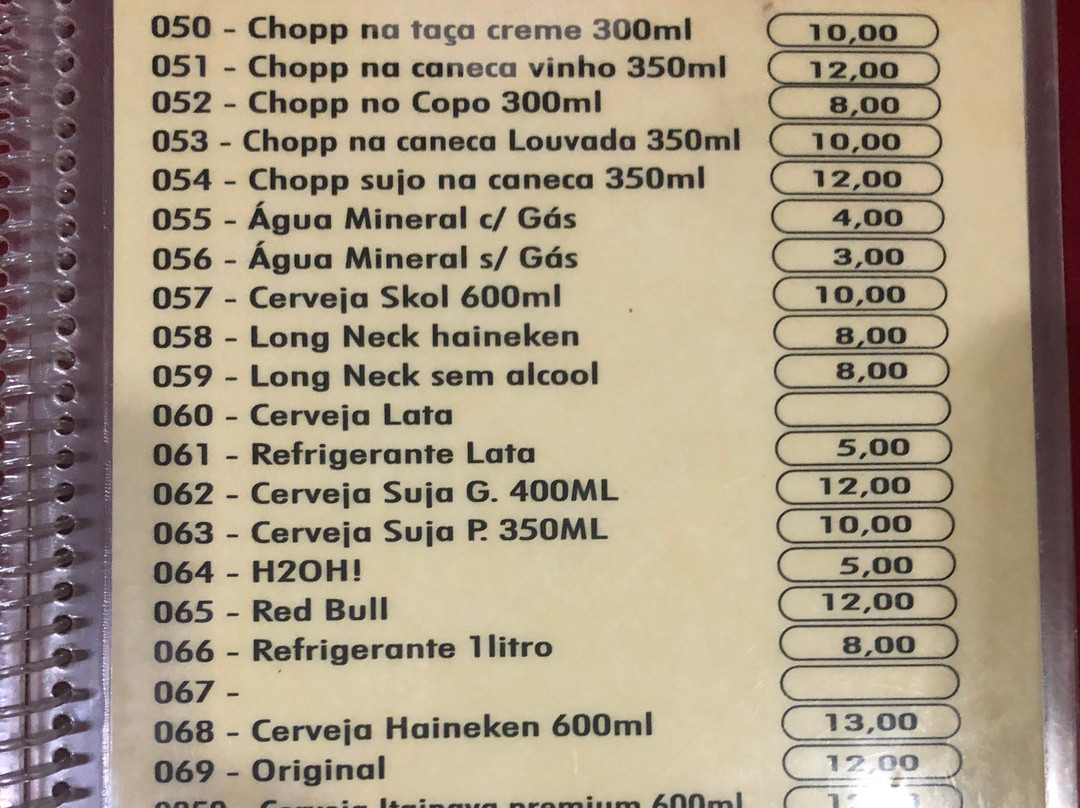 050 - Chopp na taça creme 300ml 10,00
051 - Chopp na caneca vinho 350ml 12,00
052 - Chopp no Copo 300ml 8,00
053 - Chopp na caneca Louvada 350ml 10,00
054 - Chopp sujo na caneca 350ml 12,00
055 - Água Mineral c/ Gás 4,00
056 - Água Mineral s/ Gás 3,00
057 - Cerveja Skol 600ml 10,00
058 - Long Neck haineken 8,00
059 - Long Neck sem alcool 8,00
060 - Cerveja Lata
061 - Refrigerante Lata 5,00
062 - Cerveja Suja G. 400ML 12,00
063 - Cerveja Suja P. 350ML 10,00
064 - H2OH! 5,00
065 - Red Bull 12,00
066 - Refrigerante 1litro 8,00
067 -
068 - Cerveja Haineken 600ml 13,00
069 - Original 12,00
- Cerveja Itaipava premium 600ml